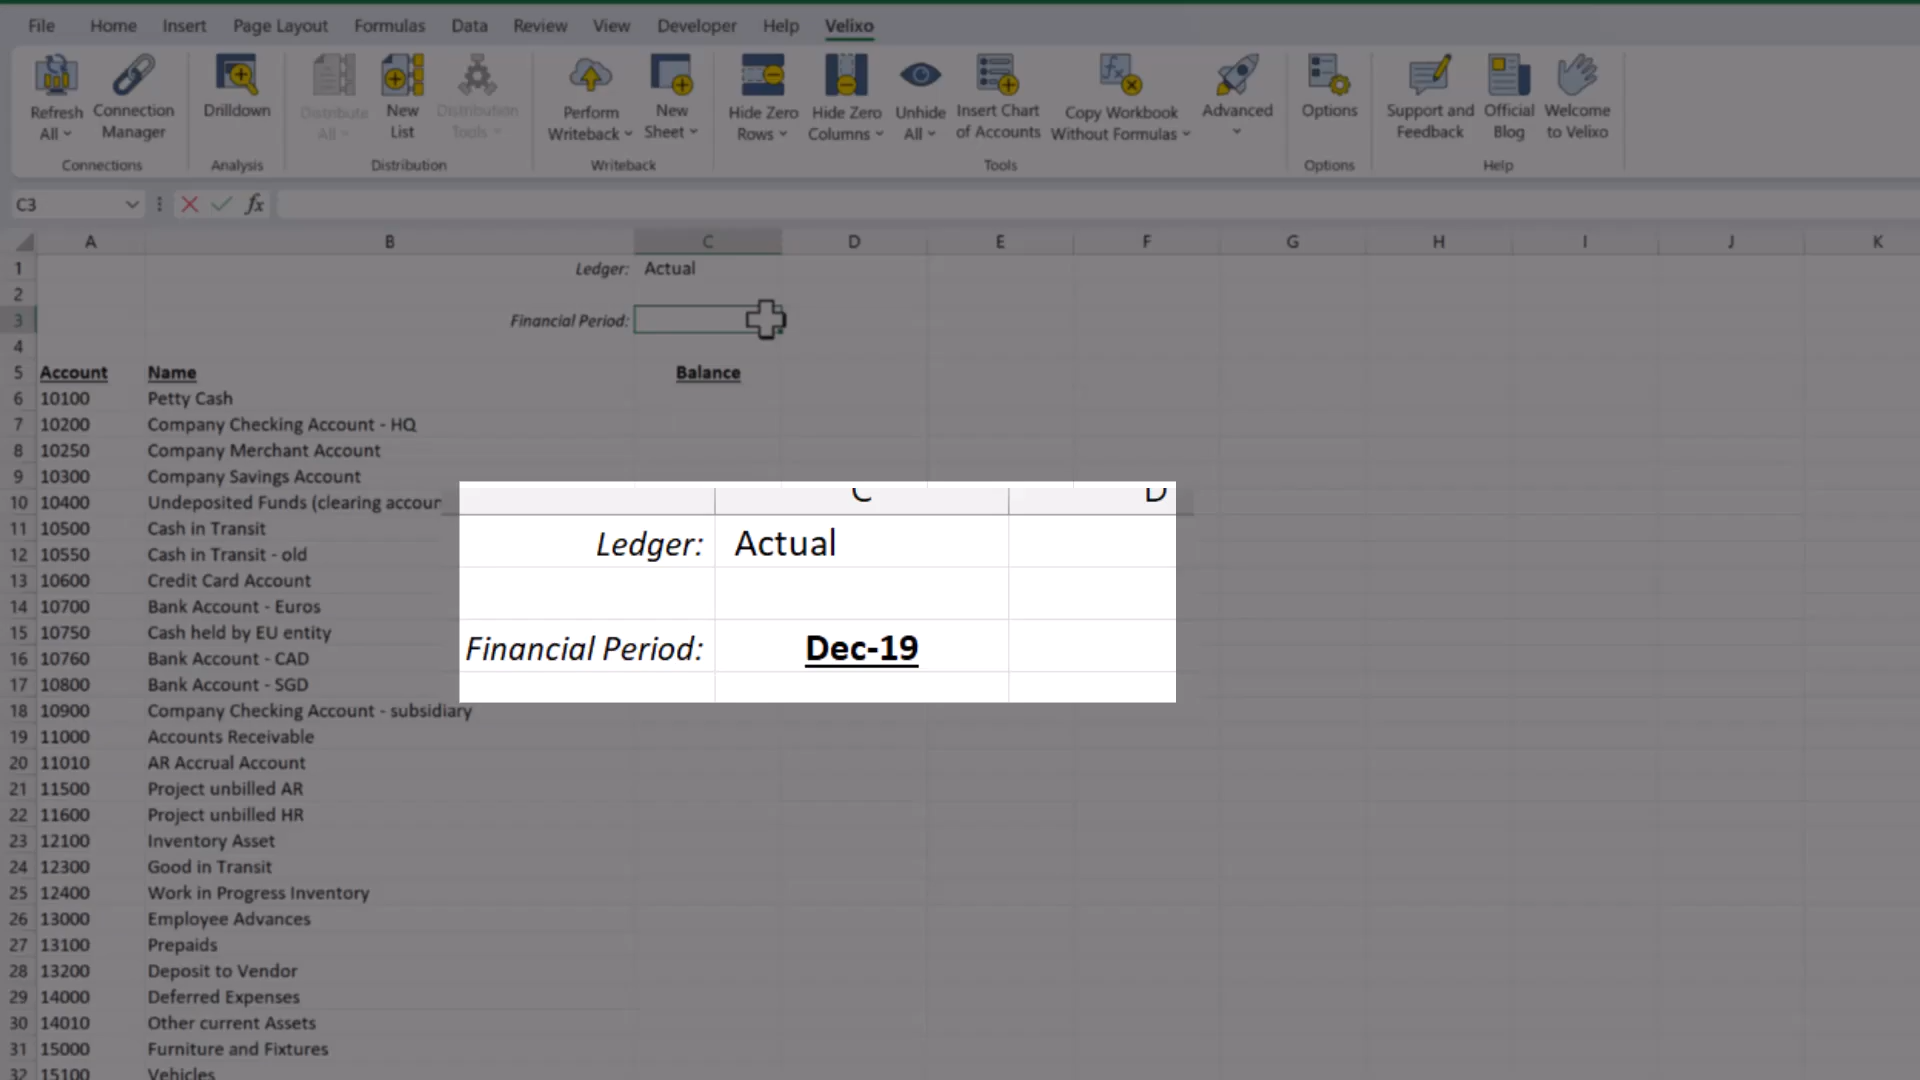 File Home Insert Page Layout Formulas Data Review View Developer Help Velixo
Refresh All Connection Manager Drilldown Distribute All New List Distribution Tools Perform Writeback New Sheet Hide Zero Rows Hide Zero Columns Unhide All Insert Chart of Accounts Copy Workbook Without Formulas Advanced Options Support and Feedback Official Blog Welcome to Velixo
Connections Analysis Distribution Writeback Tools Options Help
C3 fx
A B C D E F G H I J K
1 Ledger: Actual
2
3 Financial Period:
4
5 Account Name Balance
6 10100 Petty Cash
7 10200 Company Checking Account - HQ
8 10250 Company Merchant Account
9 10300 Company Savings Account
10 10400 Undeposited Funds (clearing accour
11 10500 Cash in Transit
12 10550 Cash in Transit - old
13 10600 Credit Card Account
14 10700 Bank Account - Euros
15 10750 Cash held by EU entity
16 10760 Bank Account - CAD
17 10800 Bank Account - SGD
18 10900 Company Checking Account - subsidiary
19 11000 Accounts Receivable
20 11010 AR Accrual Account
21 11500 Project unbilled AR
22 11600 Project unbilled HR
23 12100 Inventory Asset
24 12300 Good in Transit
25 12400 Work in Progress Inventory
26 13000 Employee Advances
27 13100 Prepaids
28 13200 Deposit to Vendor
29 14000 Deferred Expenses
30 14010 Other current Assets
31 15000 Furniture and Fixtures
32 15100 Vehicles
C D
Ledger: Actual
Financial Period: Dec-19